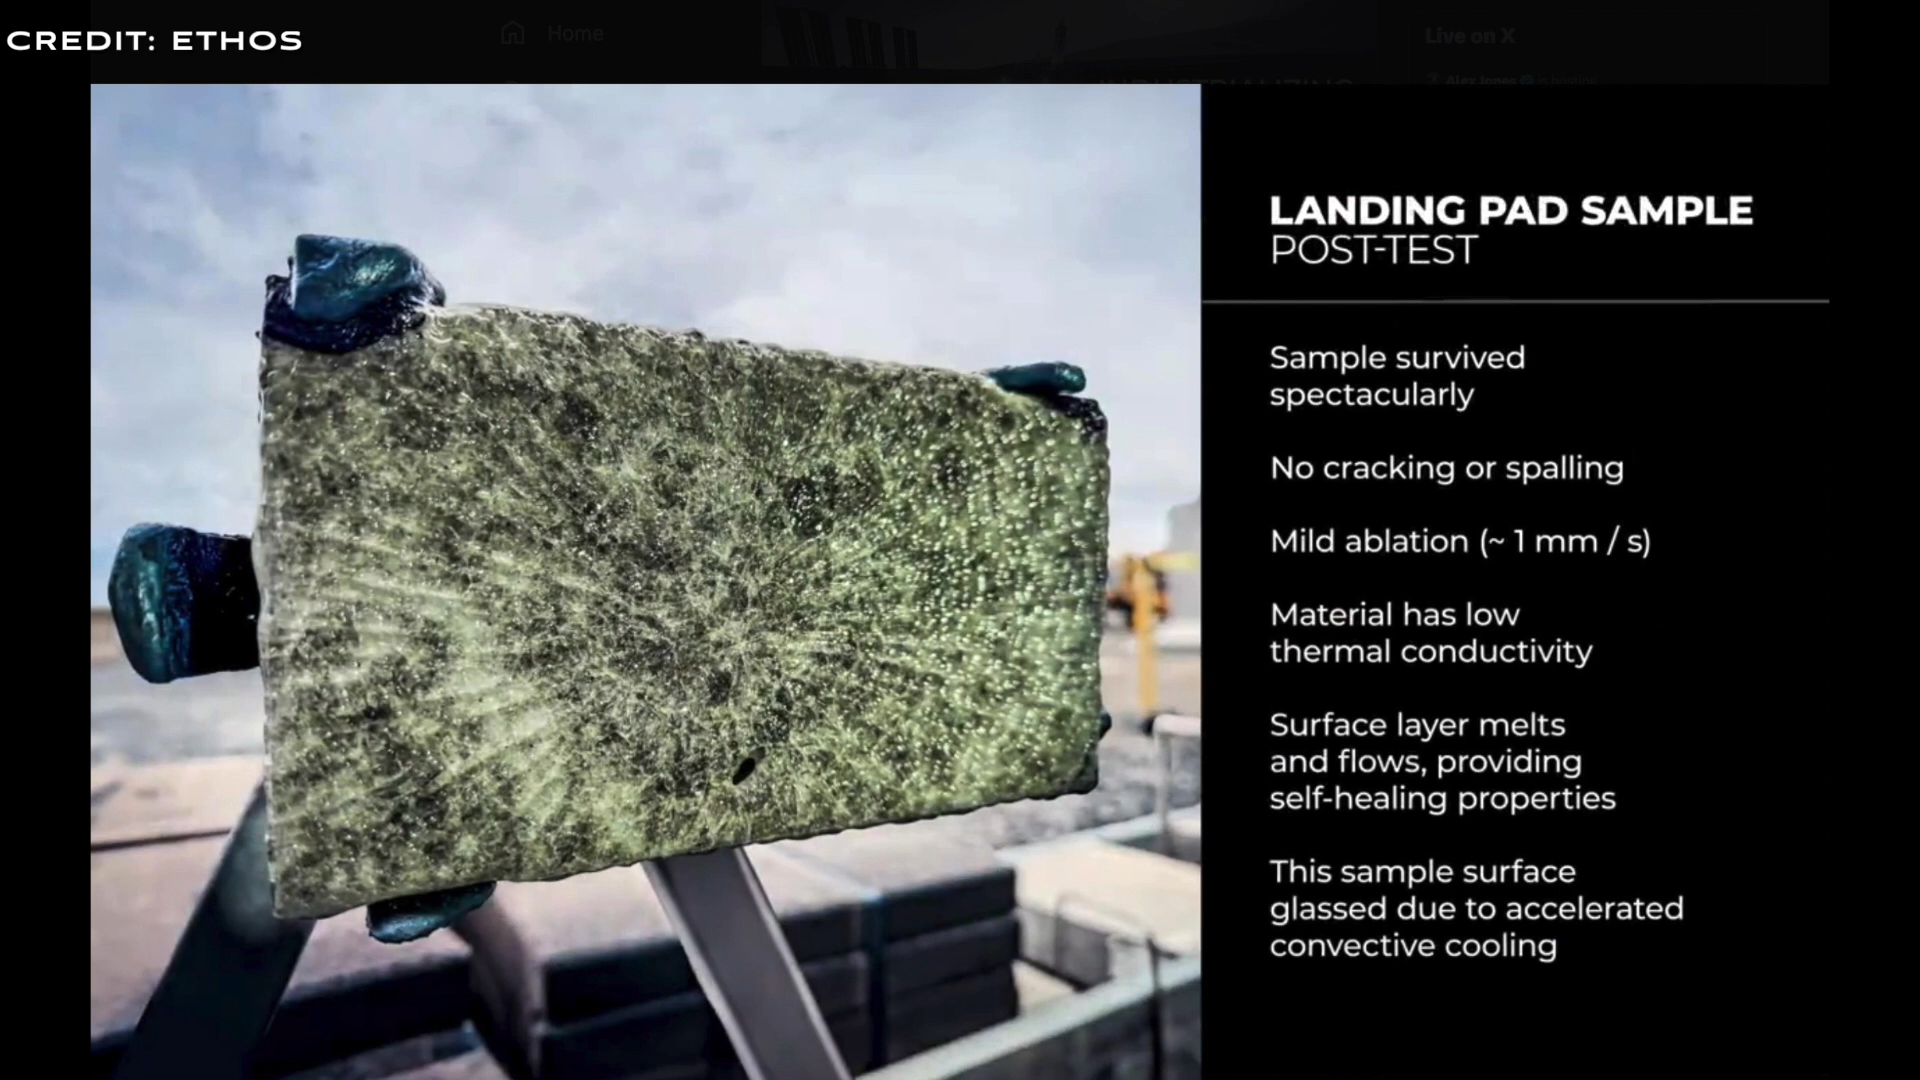 CREDIT: ETHOS
Home
Live on X
LANDING PAD SAMPLE
POST-TEST
Sample survived
spectacularly
No cracking or spalling
Mild ablation (~ 1 mm / s)
Material has low
thermal conductivity
Surface layer melts
and flows, providing
self-healing properties
This sample surface
glassed due to accelerated
convective cooling